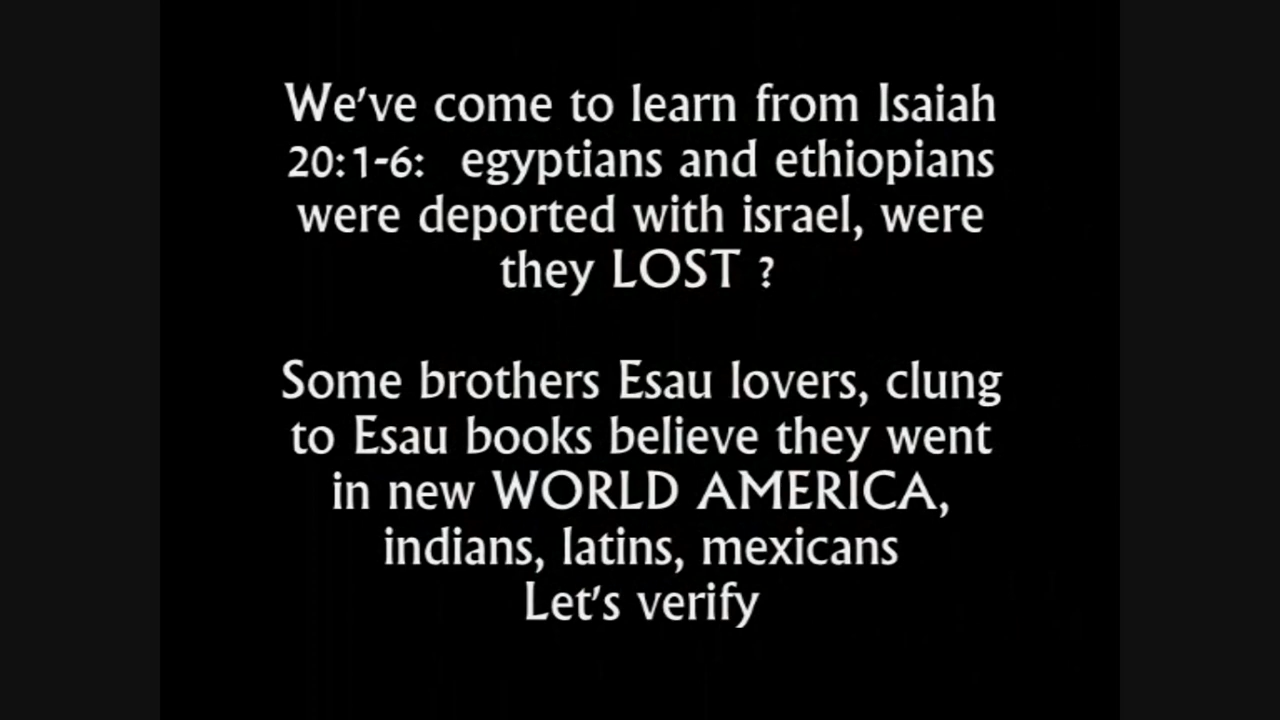 We've come to learn from Isaiah
20:1-6: egyptians and ethiopians
were deported with israel, were
they LOST ?
Some brothers Esau lovers, clung
to Esau books believe they went
in new WORLD AMERICA,
indians, latins, mexicans
Let's verify